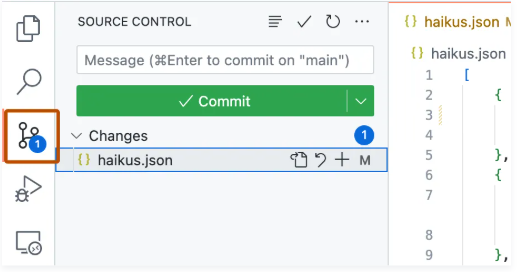 SOURCE CONTROL
Message (⌘Enter to commit on "main")
Commit
Changes 1
{} haikus.json M
1
{} haikus.json M
{} haikus.json
1 [
2 {
3
4
5 },
6 {
7
8
9 },